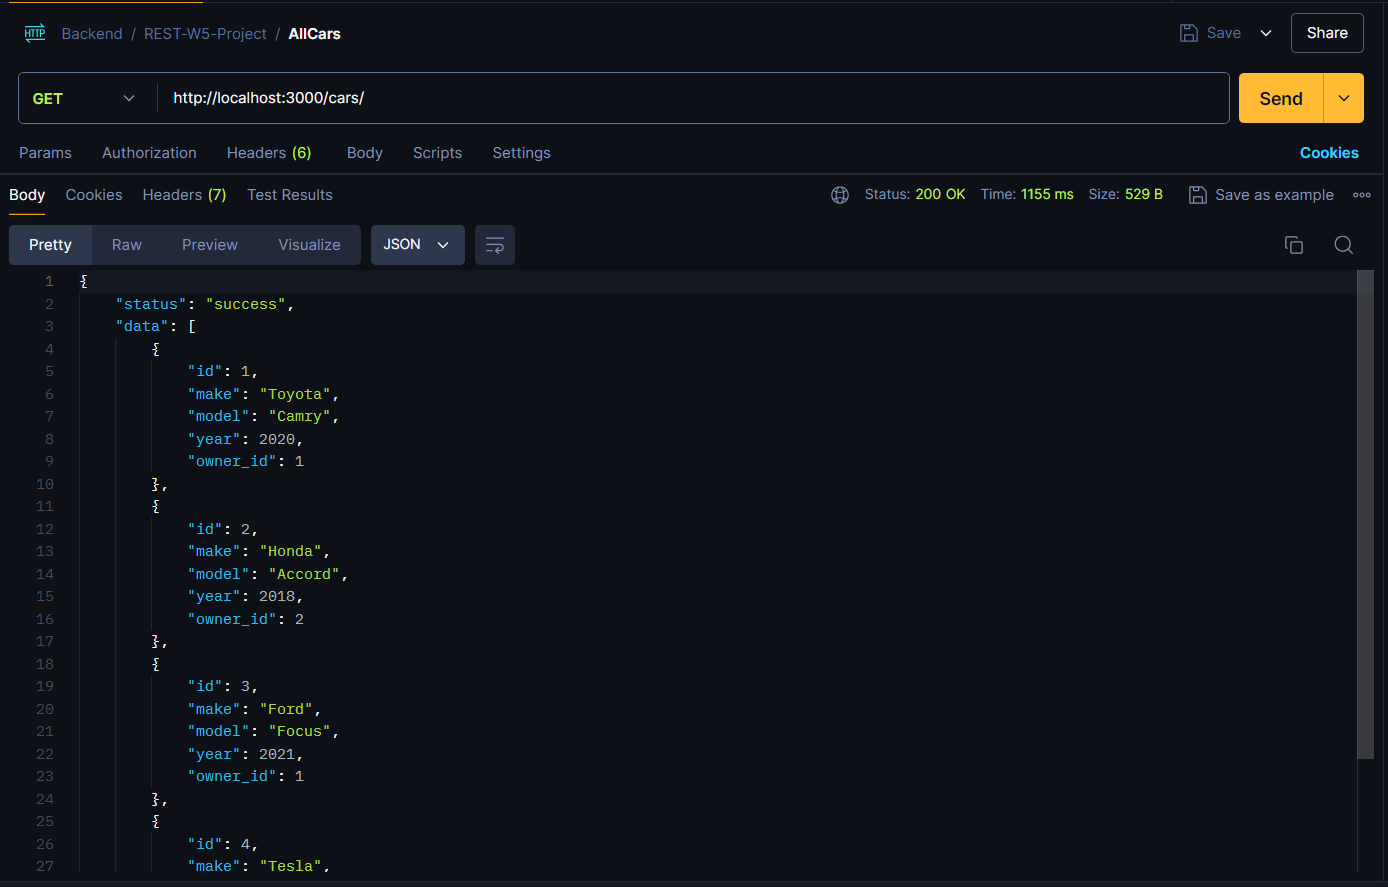 HTTP Backend / REST-W5-Project / AllCars Save Share
GET http://localhost:3000/cars/ Send
Params Authorization Headers (6) Body Scripts Settings Cookies
Body Cookies Headers (7) Test Results Status: 200 OK Time: 1155 ms Size: 529 B Save as example
Pretty Raw Preview Visualize JSON
1 {
2 "status": "success",
3 "data": [
4 {
5 "id": 1,
6 "make": "Toyota",
7 "model": "Camry",
8 "year": 2020,
9 "owner_id": 1
10 },
11 {
12 "id": 2,
13 "make": "Honda",
14 "model": "Accord",
15 "year": 2018,
16 "owner_id": 2
17 },
18 {
19 "id": 3,
20 "make": "Ford",
21 "model": "Focus",
22 "year": 2021,
23 "owner_id": 1
24 },
25 {
26 "id": 4,
27 "make": "Tesla",